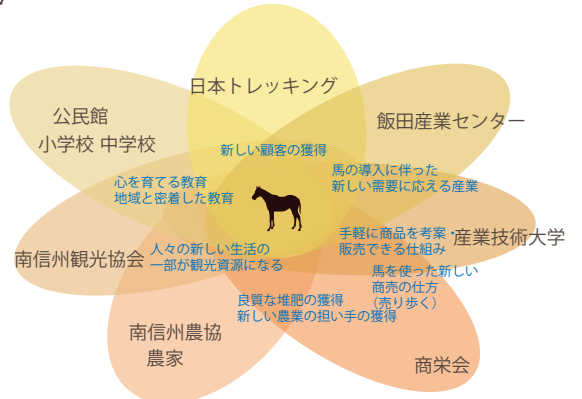 日本トレッキング
公民館
小学校 中学校
飯田産業センター
新しい顧客の獲得
馬の導入に伴った
新しい需要に応える産業
心を育てる教育
地域と密着した教育
手軽に商品を考案・
販売できる仕組み
産業技術大学
南信州観光協会
人々の新しい生活の
一部が観光資源になる
馬を使った新しい
商売の仕方
（売り歩く）
良質な堆肥の獲得
新しい農業の担い手の獲得
南信州農協
農家
商栄会